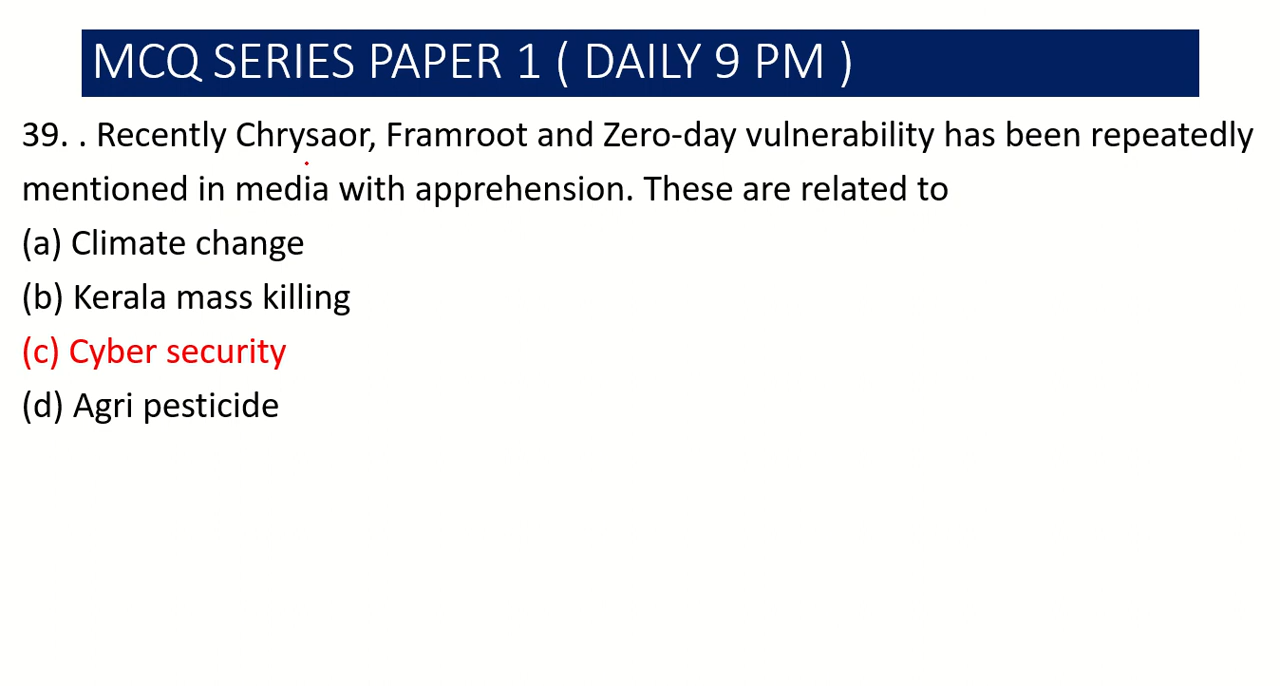 MCQ SERIES PAPER 1 ( DAILY 9 PM )
39. . Recently Chrysaor, Framroot and Zero-day vulnerability has been repeatedly
mentioned in media with apprehension. These are related to
(a) Climate change
(b) Kerala mass killing
(c) Cyber security
(d) Agri pesticide